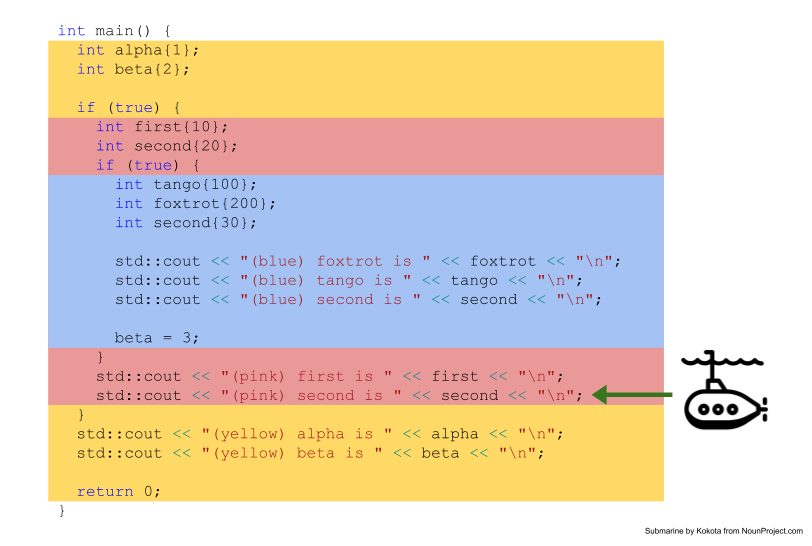 int main() {
  int alpha{1};
  int beta{2};

  if (true) {
    int first{10};
    int second{20};
    if (true) {
      int tango{100};
      int foxtrot{200};
      int second{30};

      std::cout << "(blue) foxtrot is " << foxtrot << "\n";
      std::cout << "(blue) tango is " << tango << "\n";
      std::cout << "(blue) second is " << second << "\n";

      beta = 3;
    }
    std::cout << "(pink) first is " << first << "\n";
    std::cout << "(pink) second is " << second << "\n";
  }
  std::cout << "(yellow) alpha is " << alpha << "\n";
  std::cout << "(yellow) beta is " << beta << "\n";

  return 0;
}
Submarine by Kokota from NounProject.com